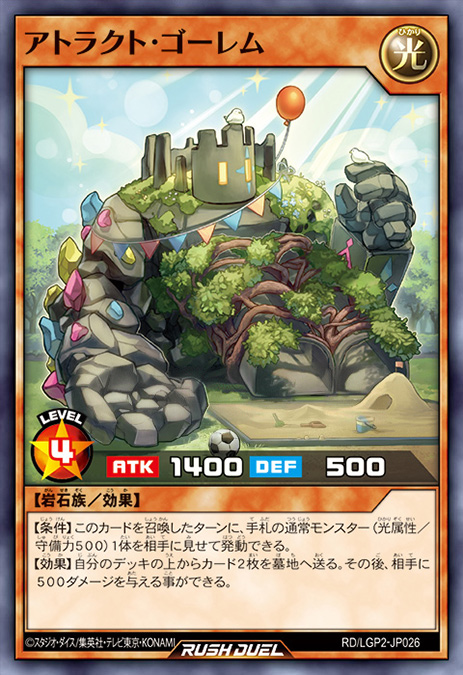 アトラクト・ゴーレム
ひかり
光
LEVEL
4
ATK 1400 DEF 500
【岩石族／効果】
【条件】このカードを召喚したターンに、手札の通常モンスター（光属性／
守備力500）1体を相手に見せて発動できる。
【効果】自分のデッキの上からカード2枚を墓地へ送る。その後、相手に
500ダメージを与える事ができる。
©スタジオ・ダイス/集英社・テレビ東京・KONAMI
RUSH DUEL
RD/LGP2-JP026